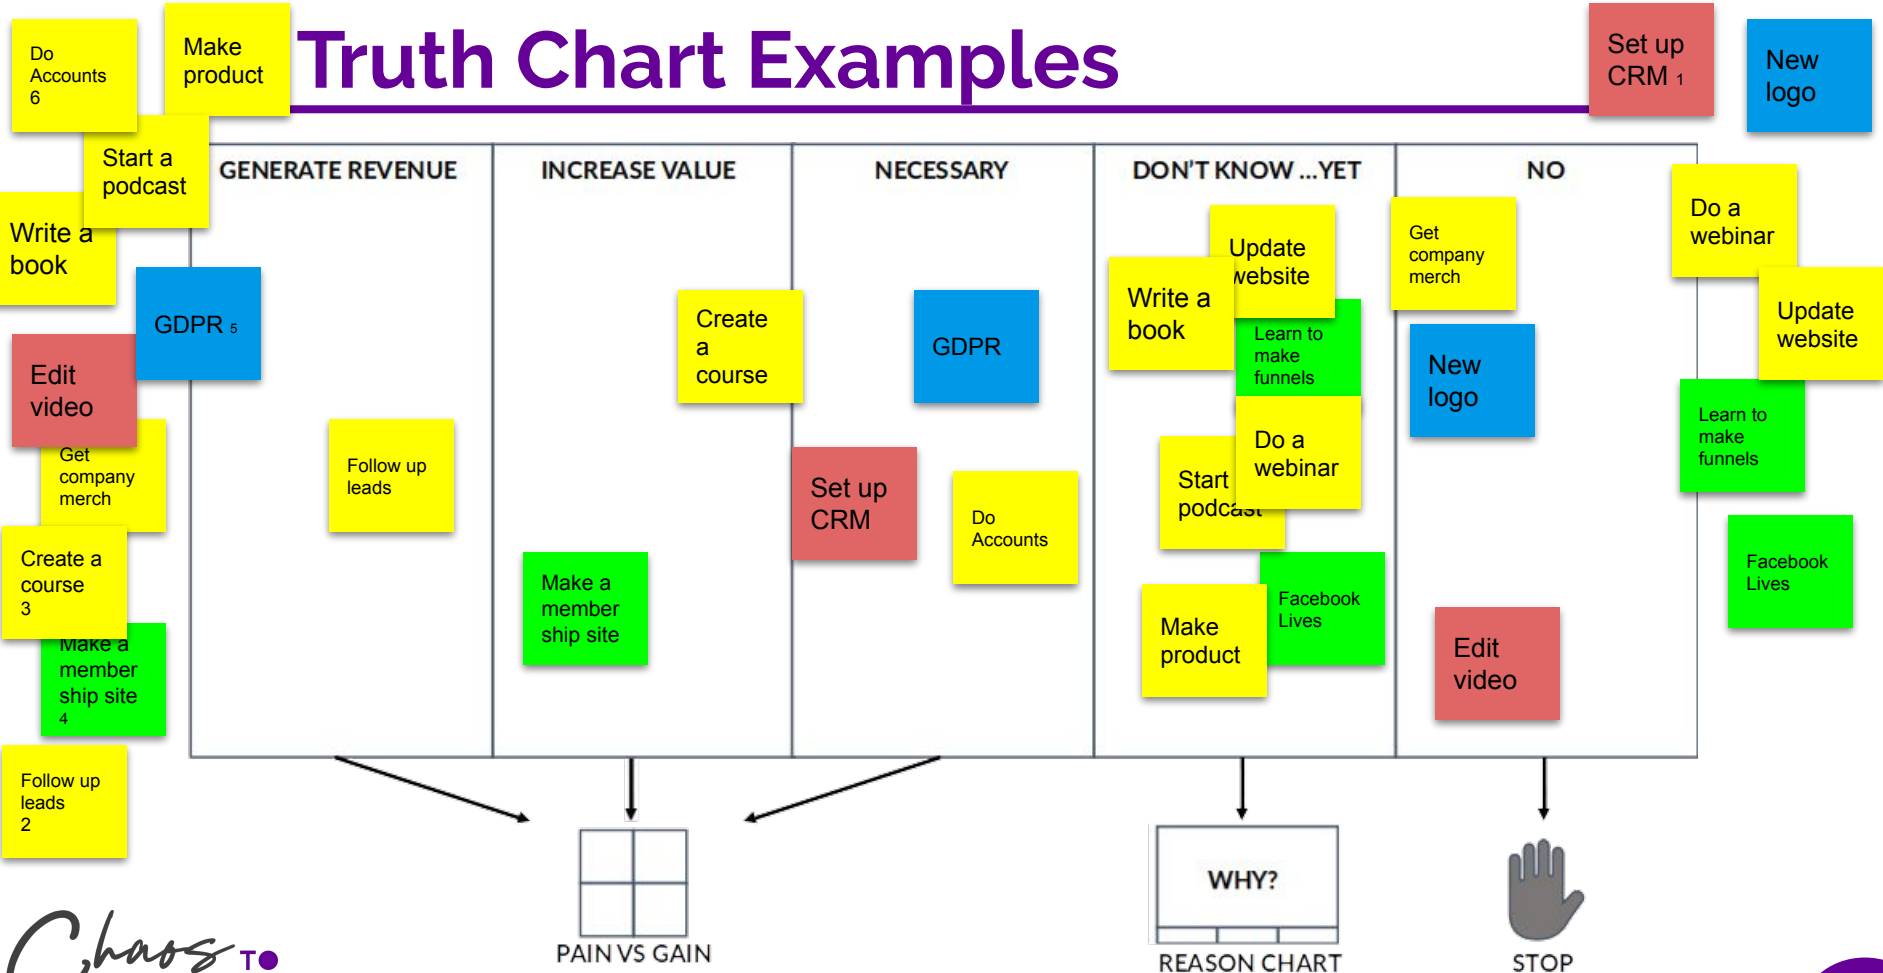 Truth Chart Examples
Do
Accounts
6
Make
product
Start a
podcast
Write a
book
GDPR 5
Edit
video
Get
company
merch
Create a
course
3
Make a
member
ship site
4
Follow up
leads
2
Set up
CRM 1
New
logo
Do a
webinar
Update
website
Learn to
make
funnels
Facebook
Lives
GENERATE REVENUE
Follow up
leads
INCREASE VALUE
Create
a
course
Make a
member
ship site
NECESSARY
GDPR
Set up
CRM
Do
Accounts
DON'T KNOW ...YET
Update
website
Write a
book
Learn to
make
funnels
Do a
webinar
Start
podcast
Facebook
Lives
Make
product
NO
Get
company
merch
New
logo
Edit
video
PAIN VS GAIN
WHY?
REASON CHART
STOP
Chaos TO